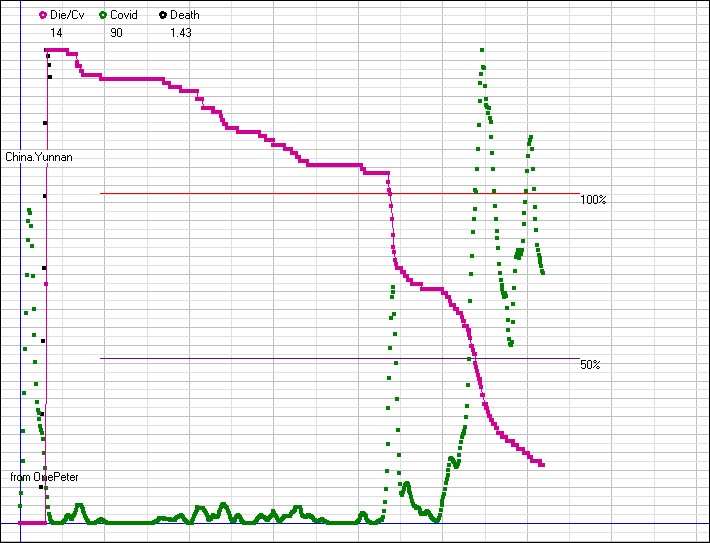 Die/Cv Covid Death
14 90 1.43
China.Yunnan
100%
50%
from OnePeter